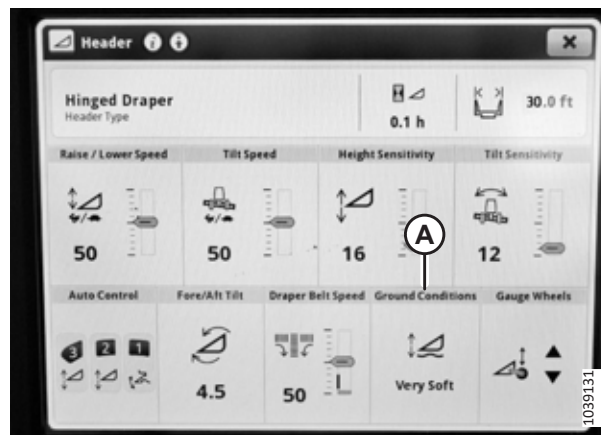 Header
Hinged Draper
Header Type
0.1 h
30.0 ft
Raise / Lower Speed
Tilt Speed
Height Sensitivity
Tilt Sensitivity
50
50
16
12
A
Auto Control
Fore/Aft Tilt
Draper Belt Speed
Ground Conditions
Gauge Wheels
3 2 1
4.5
50
Very Soft
1039131